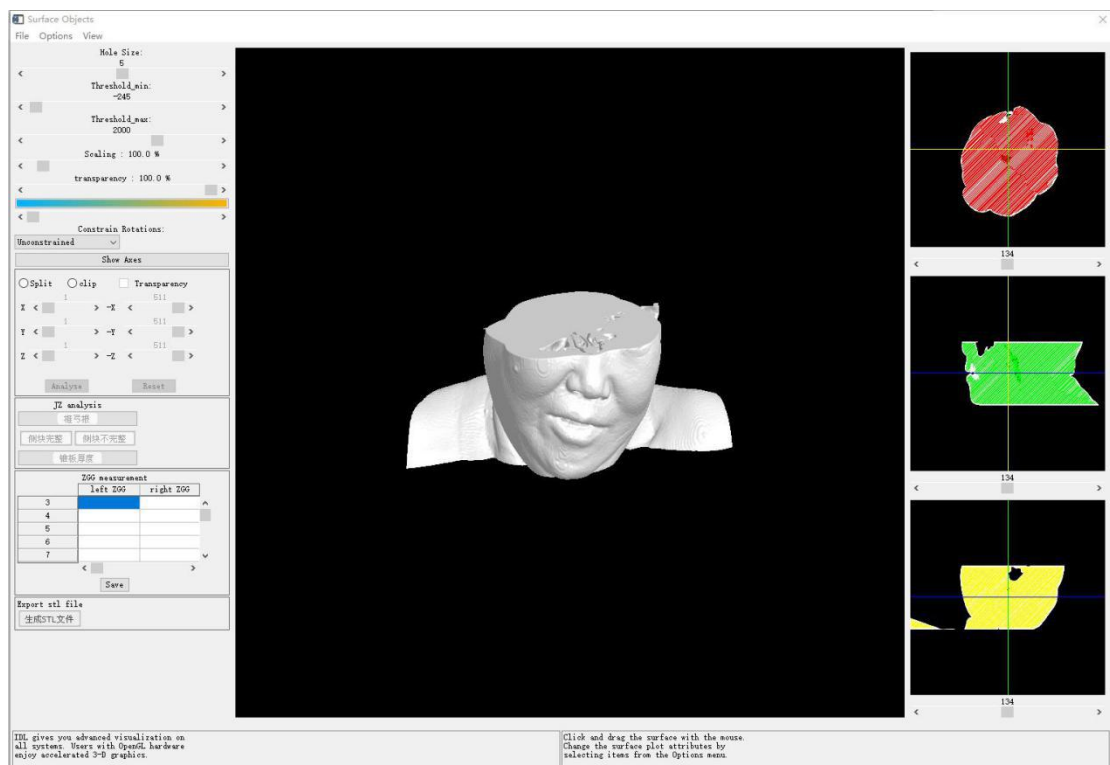 Surface Objects
File Options View
Hole Size:
5
Threshold_min:
-245
Threshold_max:
2000
Scaling : 100.0 %
transparency : 100.0 %
Constrain Rotations:
Unconstrained
Show Axes
Split clip Transparency
1 511
X -X
1 511
Y -Y
1 511
Z -Z
Analyse Reset
JZ analysis
椎弓根
侧块完整 侧块不完整
椎板厚度
ZGG measurement
left ZGG right ZGG
3
4
5
6
7
Save
Export stl file
生成STL文件
134
134
134
IDL gives you advanced visualization on
all systems. Users with OpenGL hardware
enjoy accelerated 3-D graphics.
Click and drag the surface with the mouse.
Change the surface plot attributes by
selecting items from the Options menu.